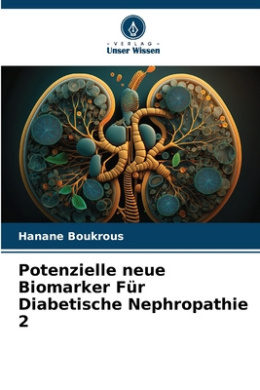 VERLAG
Unser Wissen
Hanane Boukrous
Potenzielle neue
Biomarker Für
Diabetische Nephropathie
2